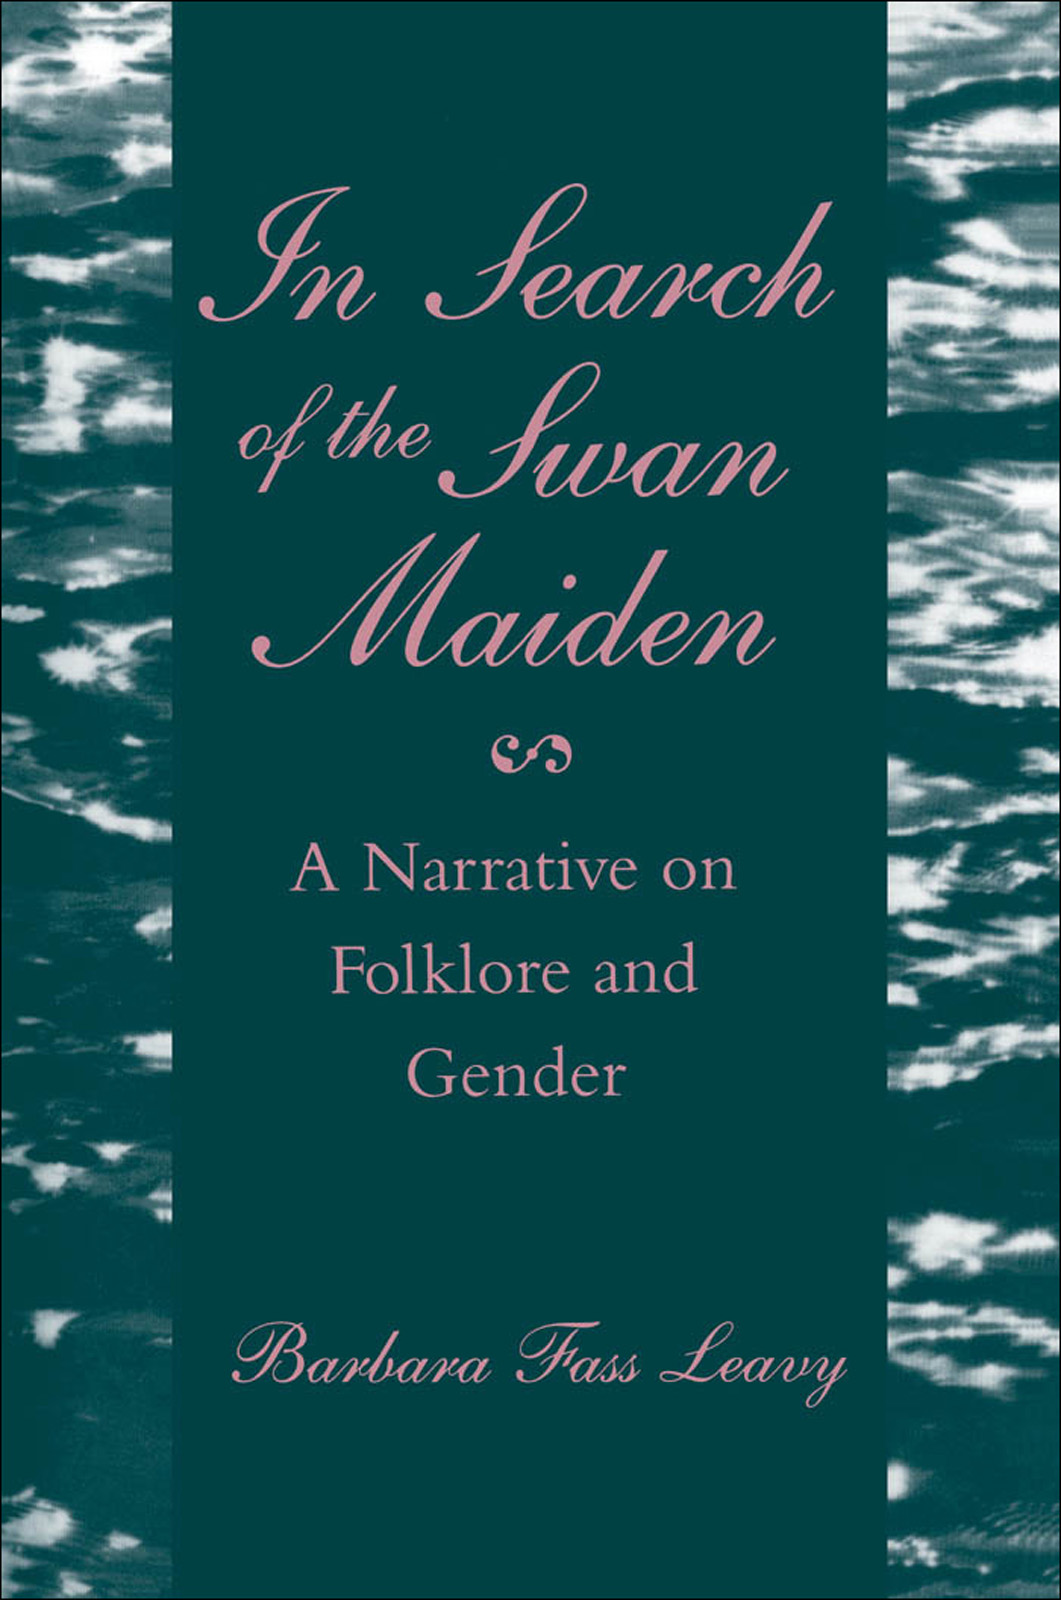 In Search
of the Swan
Maiden
A Narrative on
Folklore and
Gender
Barbara Fass Leavy